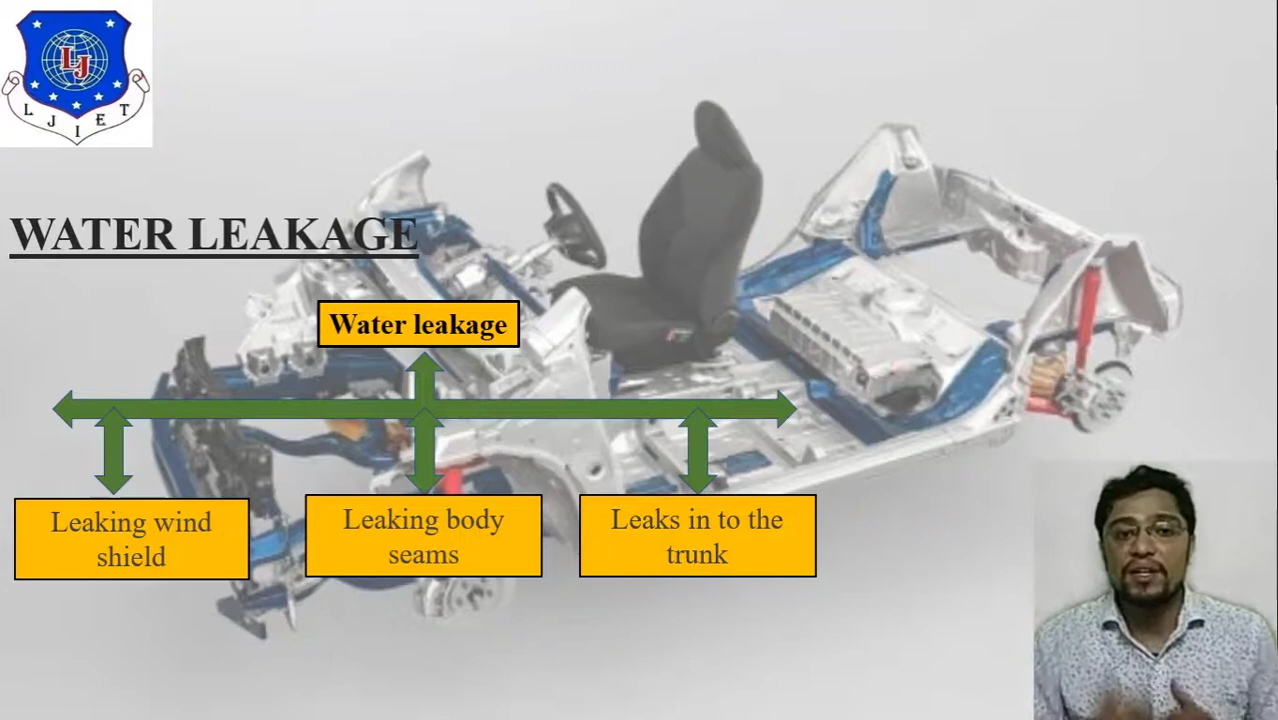 LJ
L J I E T
WATER LEAKAGE
Water leakage
Leaking wind
shield
Leaking body
seams
Leaks in to the
trunk